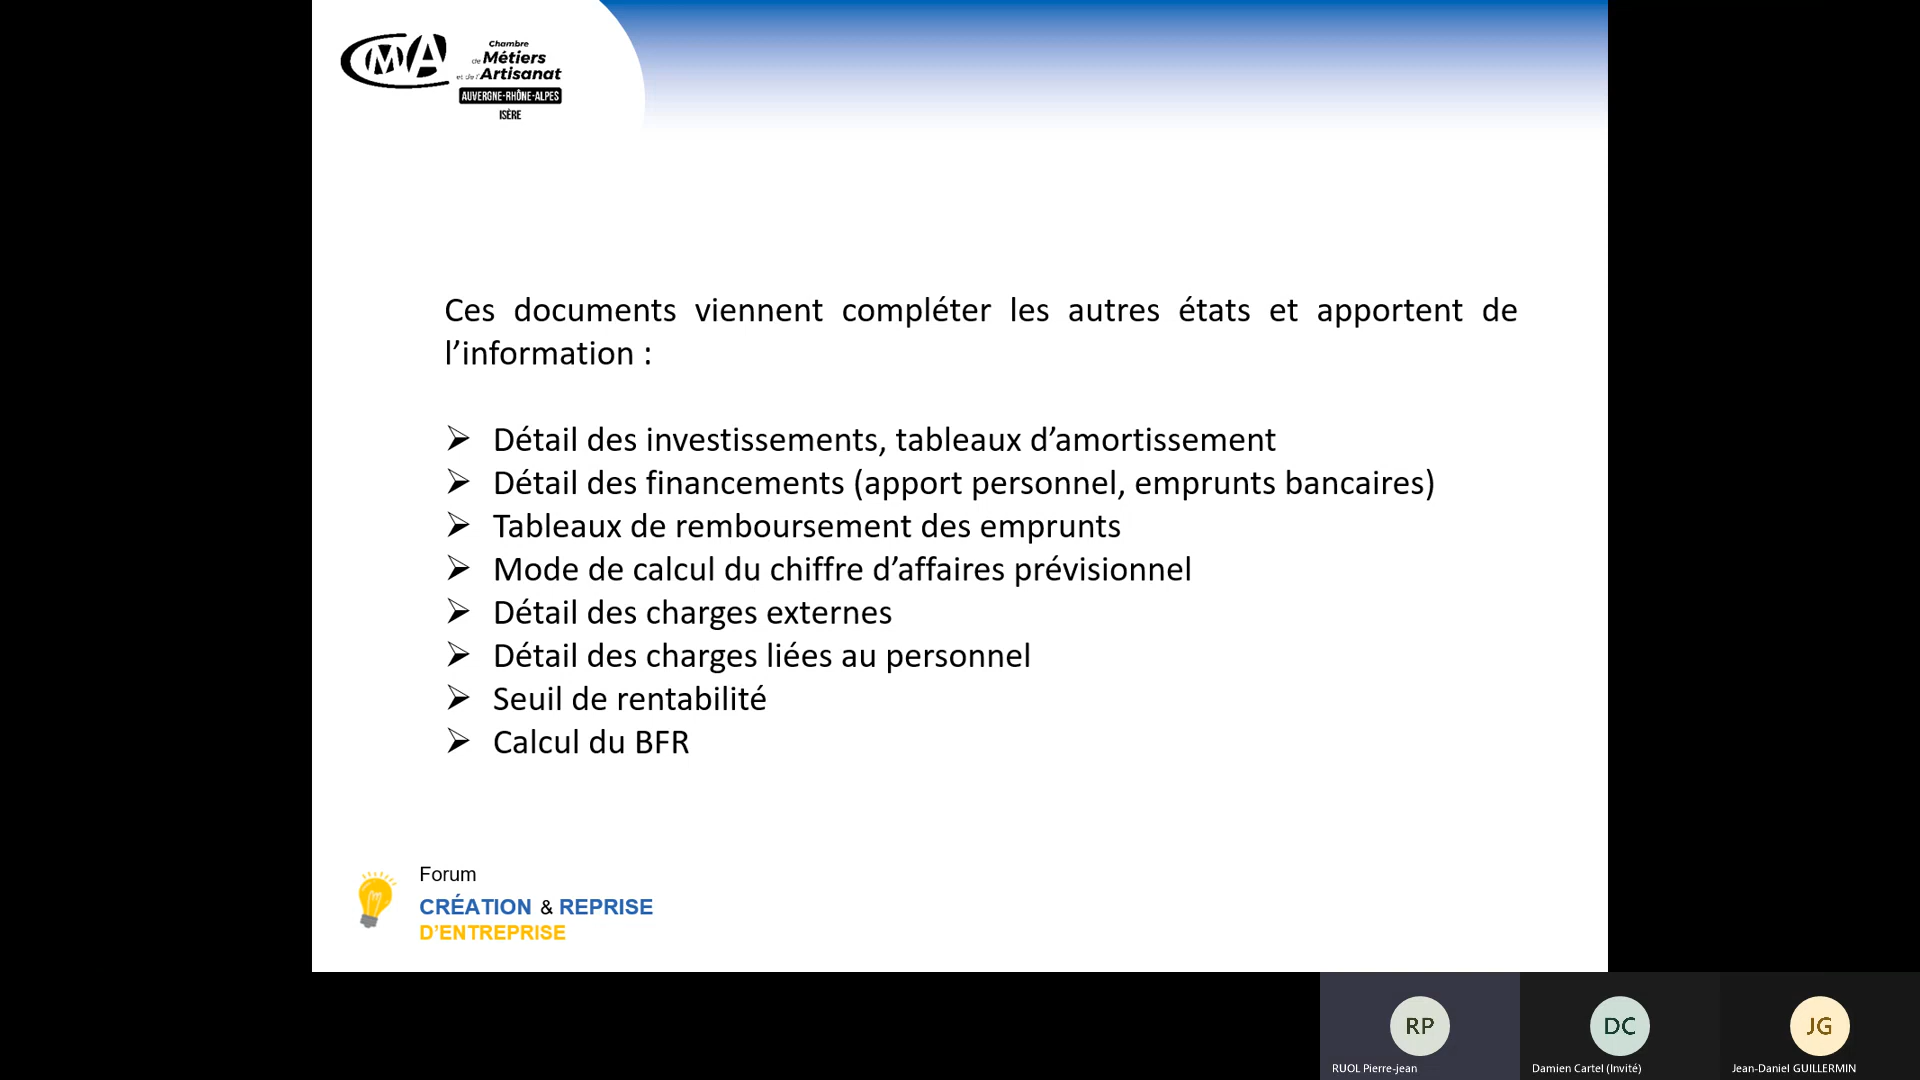 CMA
Chambre
de Métiers
et de l'Artisanat
AUVERGNE-RHÔNE-ALPES
ISÈRE
Ces documents viennent compléter les autres états et apportent de
l’information :
➢ Détail des investissements, tableaux d’amortissement
➢ Détail des financements (apport personnel, emprunts bancaires)
➢ Tableaux de remboursement des emprunts
➢ Mode de calcul du chiffre d’affaires prévisionnel
➢ Détail des charges externes
➢ Détail des charges liées au personnel
➢ Seuil de rentabilité
➢ Calcul du BFR
Forum
CRÉATION & REPRISE
D’ENTREPRISE
RP
DC
JG
RUOL Pierre-jean
Damien Cartel (Invité)
Jean-Daniel GUILLERMIN